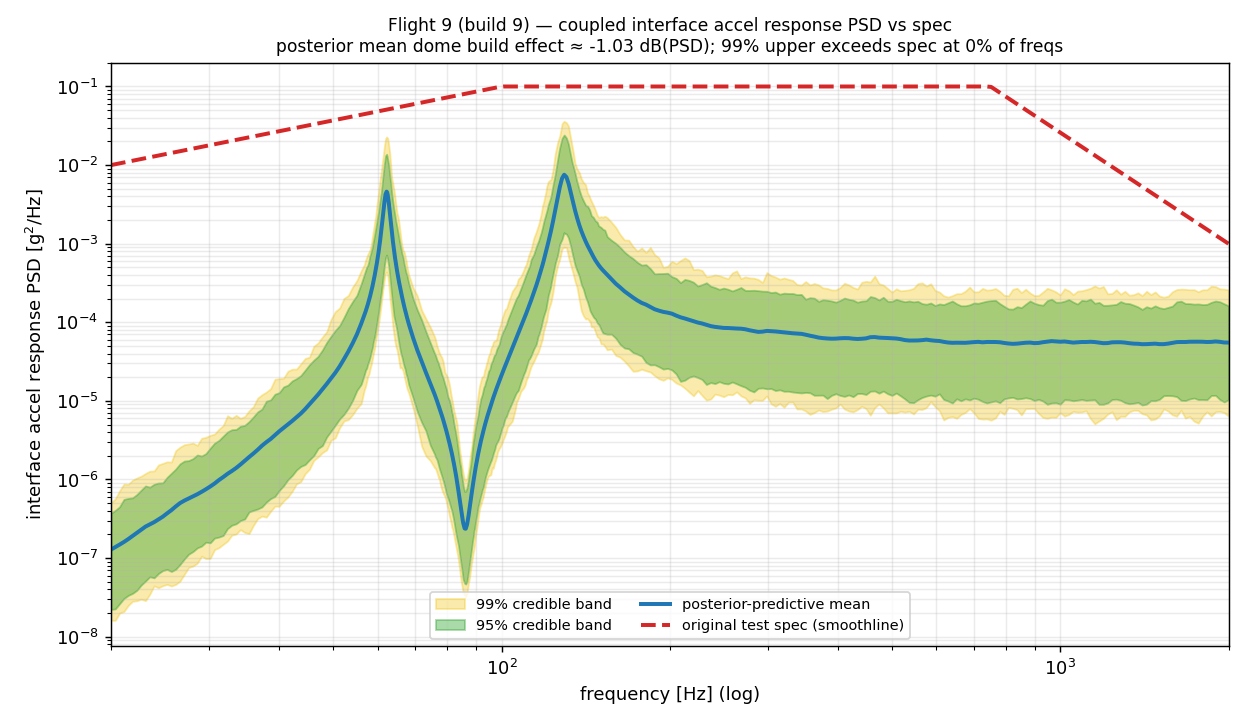 Flight 9 (build 9) — coupled interface accel response PSD vs spec
posterior mean dome build effect ≈ -1.03 dB(PSD); 99% upper exceeds spec at 0% of freqs
interface accel response PSD [g²/Hz]
10⁻¹
10⁻²
10⁻³
10⁻⁴
10⁻⁵
10⁻⁶
10⁻⁷
10⁻⁸
99% credible band
95% credible band
posterior-predictive mean
original test spec (smoothline)
10²
10³
frequency [Hz] (log)